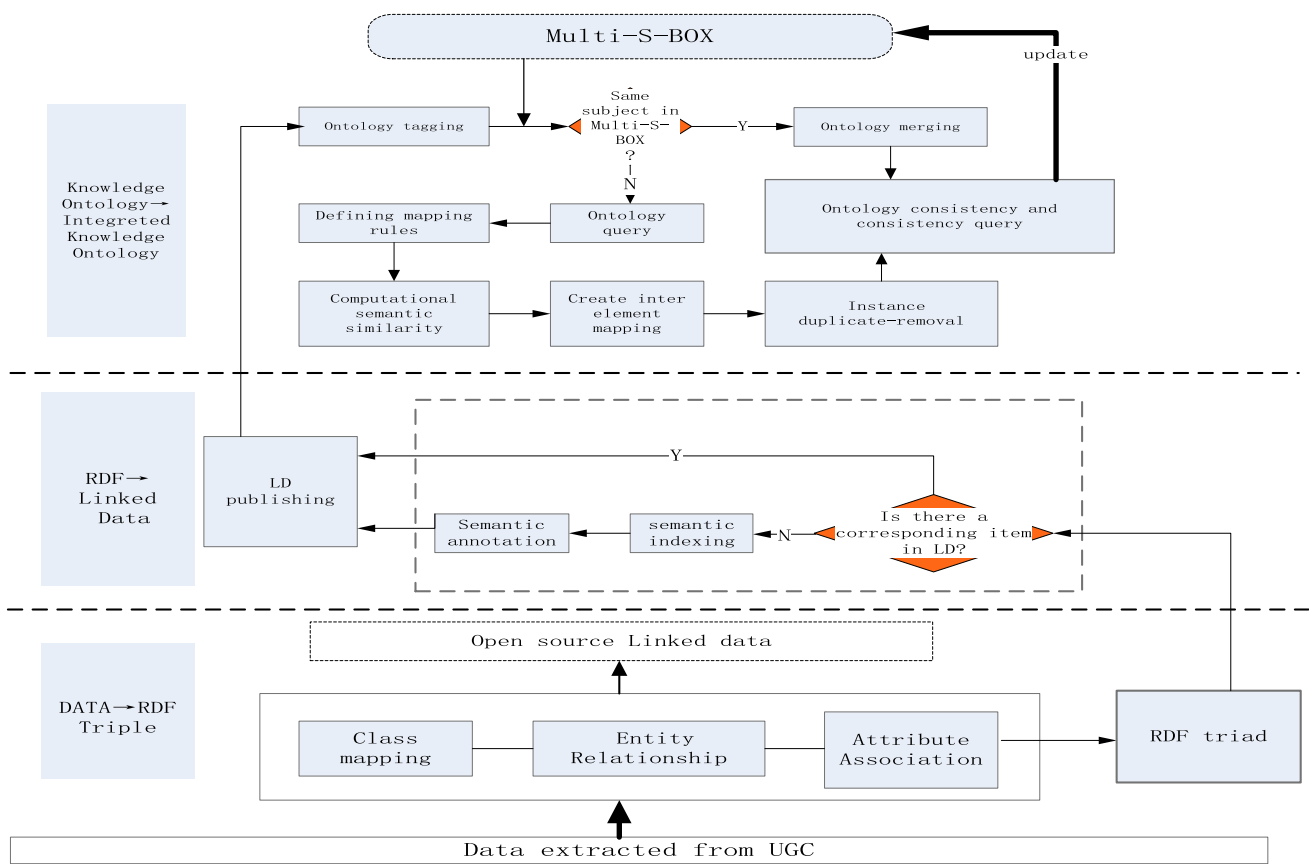 Multi-S-BOX
update
Same
subject in
Multi-S-
BOX
?
Ontology tagging
Y
Ontology merging
N
Knowledge
Ontology→
Integreted
Knowledge
Ontology
Defining mapping
rules
Ontology
query
Ontology consistency and
consistency query
Computational
semantic
similarity
Create inter
element
mapping
Instance
duplicate-removal
RDF→
Linked
Data
LD
publishing
Y
Semantic
annotation
semantic
indexing
N
Is there a
corresponding item
in LD?
Open source Linked data
DATA→RDF
Triple
Class
mapping
Entity
Relationship
Attribute
Association
RDF triad
Data extracted from UGC